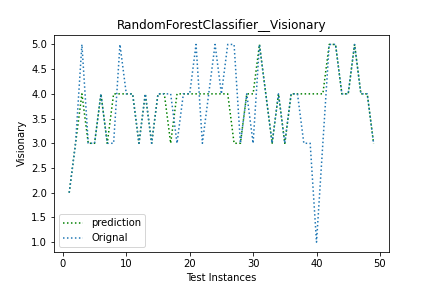 RandomForestClassifier__Visionary
5.0
4.5
4.0
3.5
3.0
2.5
2.0
1.5
1.0
Visionary
prediction
Orignal
0 10 20 30 40 50
Test Instances